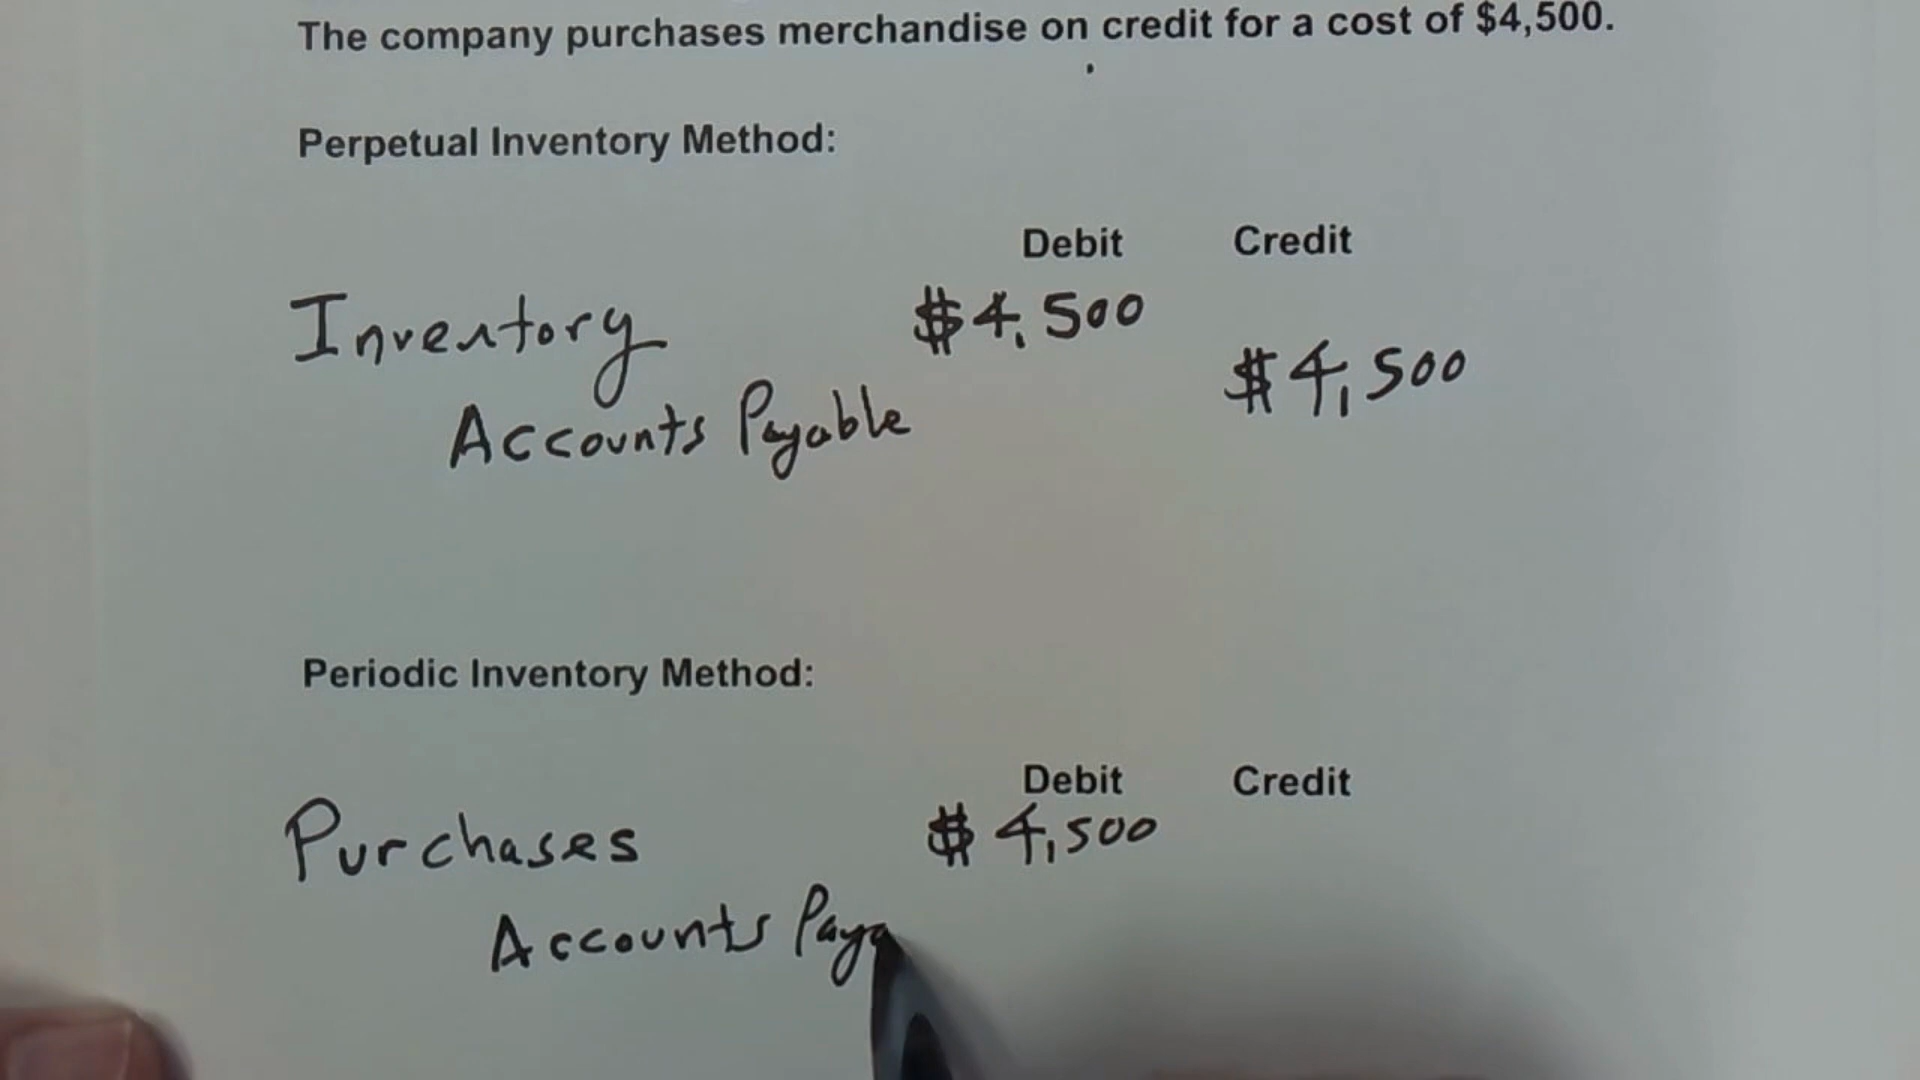 The company purchases merchandise on credit for a cost of $4,500.
Perpetual Inventory Method:
Debit Credit
Inventory $4,500
Accounts Payable $4,500
Periodic Inventory Method:
Debit Credit
Purchases $4,500
Accounts Paya